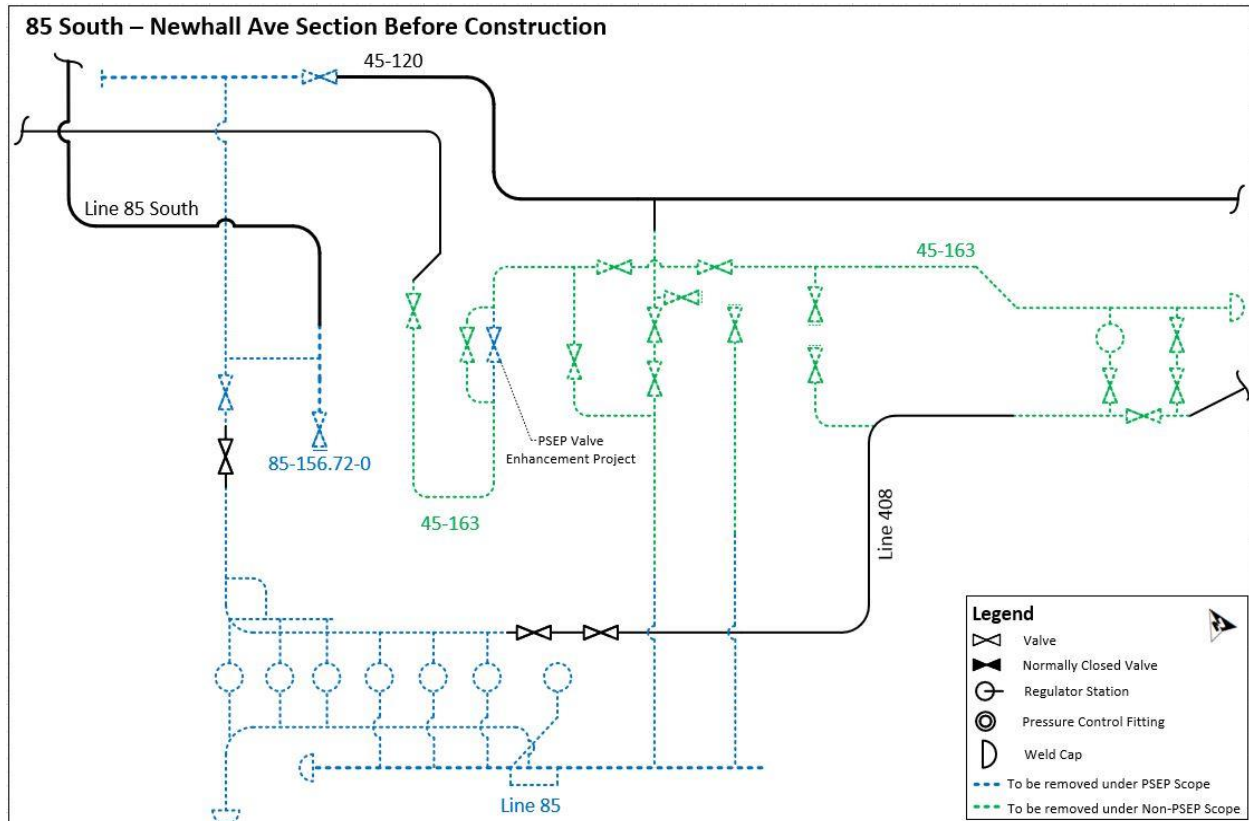 85 South – Newhall Ave Section Before Construction
45-120
Line 85 South
45-163
PSEP Valve
Enhancement Project
85-156.72-0
45-163
Line 408
Line 85
Legend
Valve
Normally Closed Valve
Regulator Station
Pressure Control Fitting
Weld Cap
To be removed under PSEP Scope
To be removed under Non-PSEP Scope